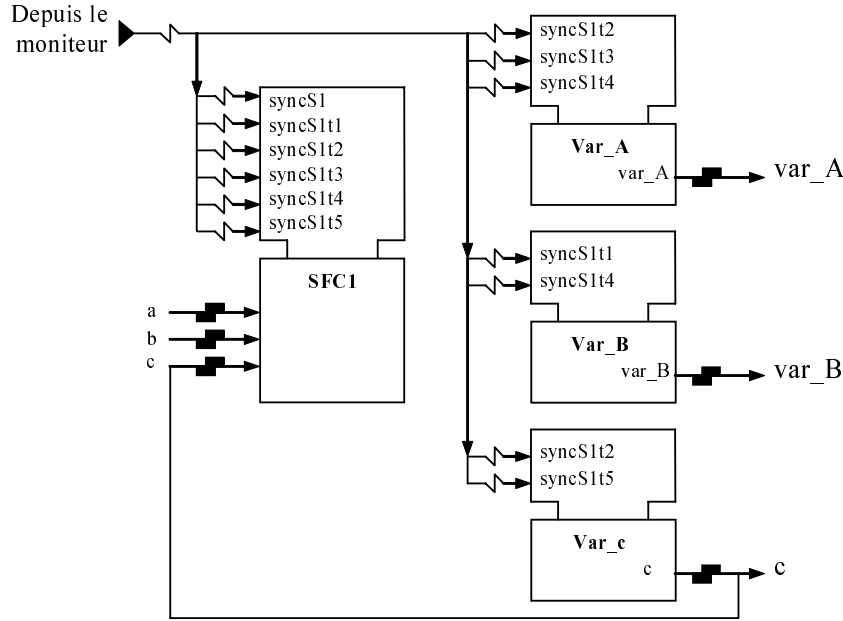 Depuis le
moniteur
syncS1
syncS1t1
syncS1t2
syncS1t3
syncS1t4
syncS1t5
SFC1
a
b
c
syncS1t2
syncS1t3
syncS1t4
Var_A
var_A
var_A
syncS1t1
syncS1t4
Var_B
var_B
var_B
syncS1t2
syncS1t5
Var_c
c
c